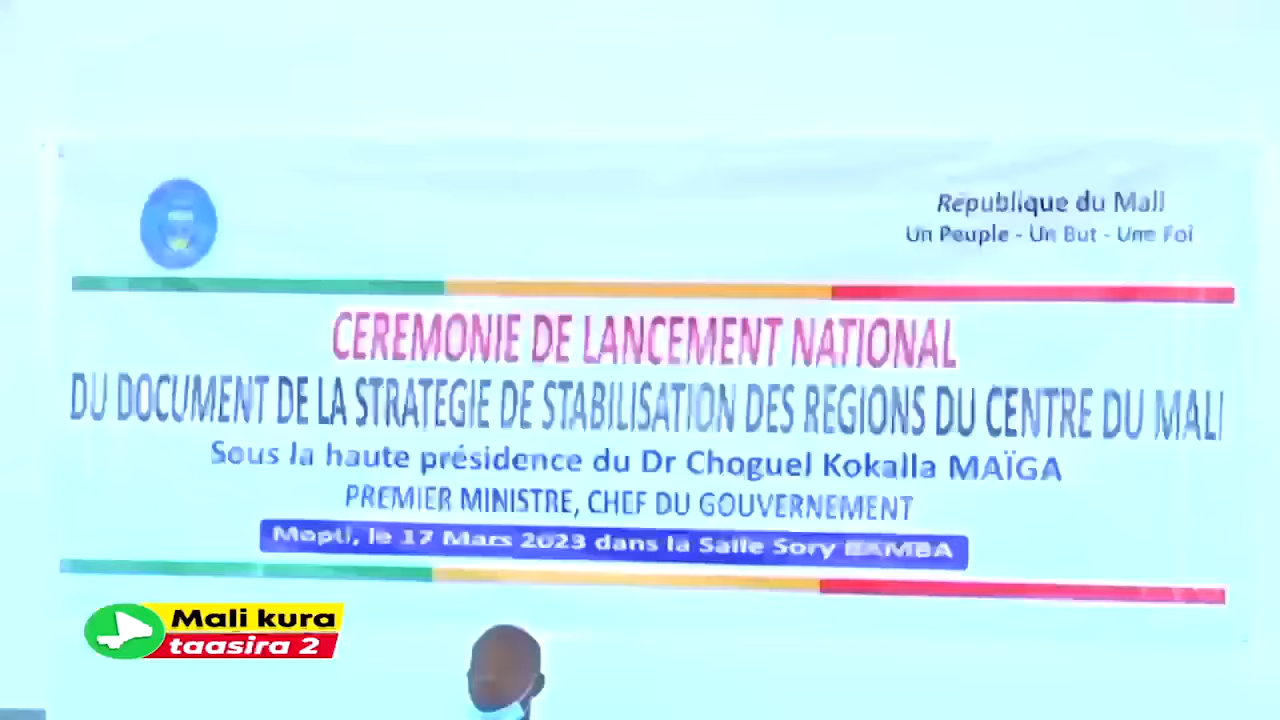 République du Mali
Un Peuple - Un But - Une Foi
CEREMONIE DE LANCEMENT NATIONAL
DU DOCUMENT DE LA STRATEGIE DE STABILISATION DES REGIONS DU CENTRE DU MALI
Sous la haute présidence du Dr Choguel Kokalla MAÏGA
PREMIER MINISTRE, CHEF DU GOUVERNEMENT
Mopti, le 17 Mars 2023 dans la Salle Sory BAMBA
Mali kura
taasira 2